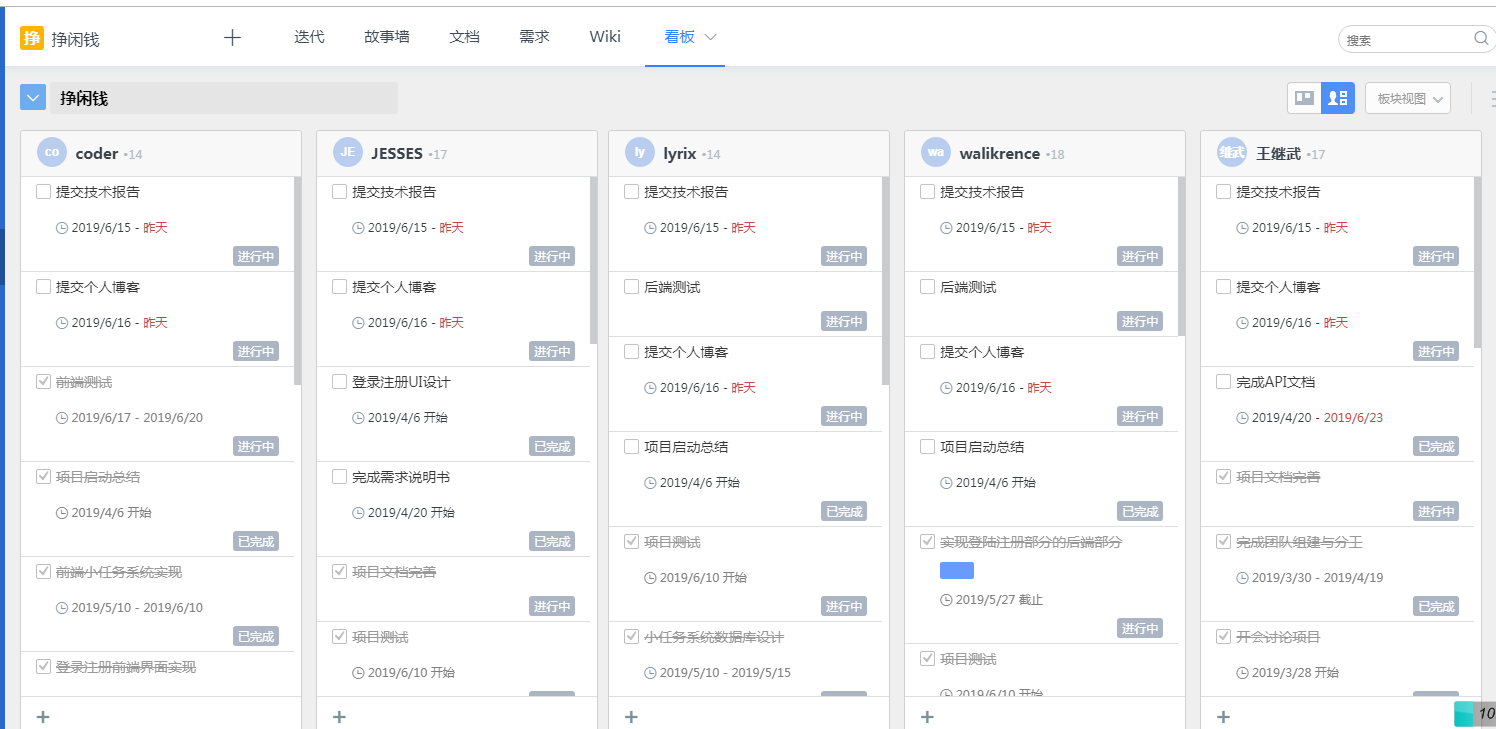 挣 挣闲钱 迭代 故事墙 文档 需求 Wiki 看板 搜索
挣闲钱 板块视图
co coder •14
提交技术报告
2019/6/15 - 昨天
进行中
提交个人博客
2019/6/16 - 昨天
进行中
前端测试
2019/6/17 - 2019/6/20
进行中
项目启动总结
2019/4/6 开始
已完成
前端小任务系统实现
2019/5/10 - 2019/6/10
已完成
登录注册前端界面实现
JE JESSES •17
提交技术报告
2019/6/15 - 昨天
进行中
提交个人博客
2019/6/16 - 昨天
进行中
登录注册UI设计
2019/4/6 开始
已完成
完成需求说明书
2019/4/20 开始
已完成
项目文档完善
进行中
项目测试
2019/6/10 开始
ly lyrix •14
提交技术报告
2019/6/15 - 昨天
进行中
后端测试
进行中
提交个人博客
2019/6/16 - 昨天
进行中
项目启动总结
2019/4/6 开始
已完成
项目测试
2019/6/10 开始
进行中
小任务系统数据库设计
2019/5/10 - 2019/5/15
wa walikrence •18
提交技术报告
2019/6/15 - 昨天
进行中
后端测试
进行中
提交个人博客
2019/6/16 - 昨天
进行中
项目启动总结
2019/4/6 开始
已完成
实现登陆注册部分的后端部分
2019/5/27 截止
进行中
项目测试
2019/6/10 开始
继武 王继武 •17
提交技术报告
2019/6/15 - 昨天
进行中
提交个人博客
2019/6/16 - 昨天
进行中
完成API文档
2019/4/20 - 2019/6/23
已完成
项目文档完善
进行中
完成团队组建与分工
2019/3/30 - 2019/4/19
已完成
开会讨论项目
2019/3/28 开始
10